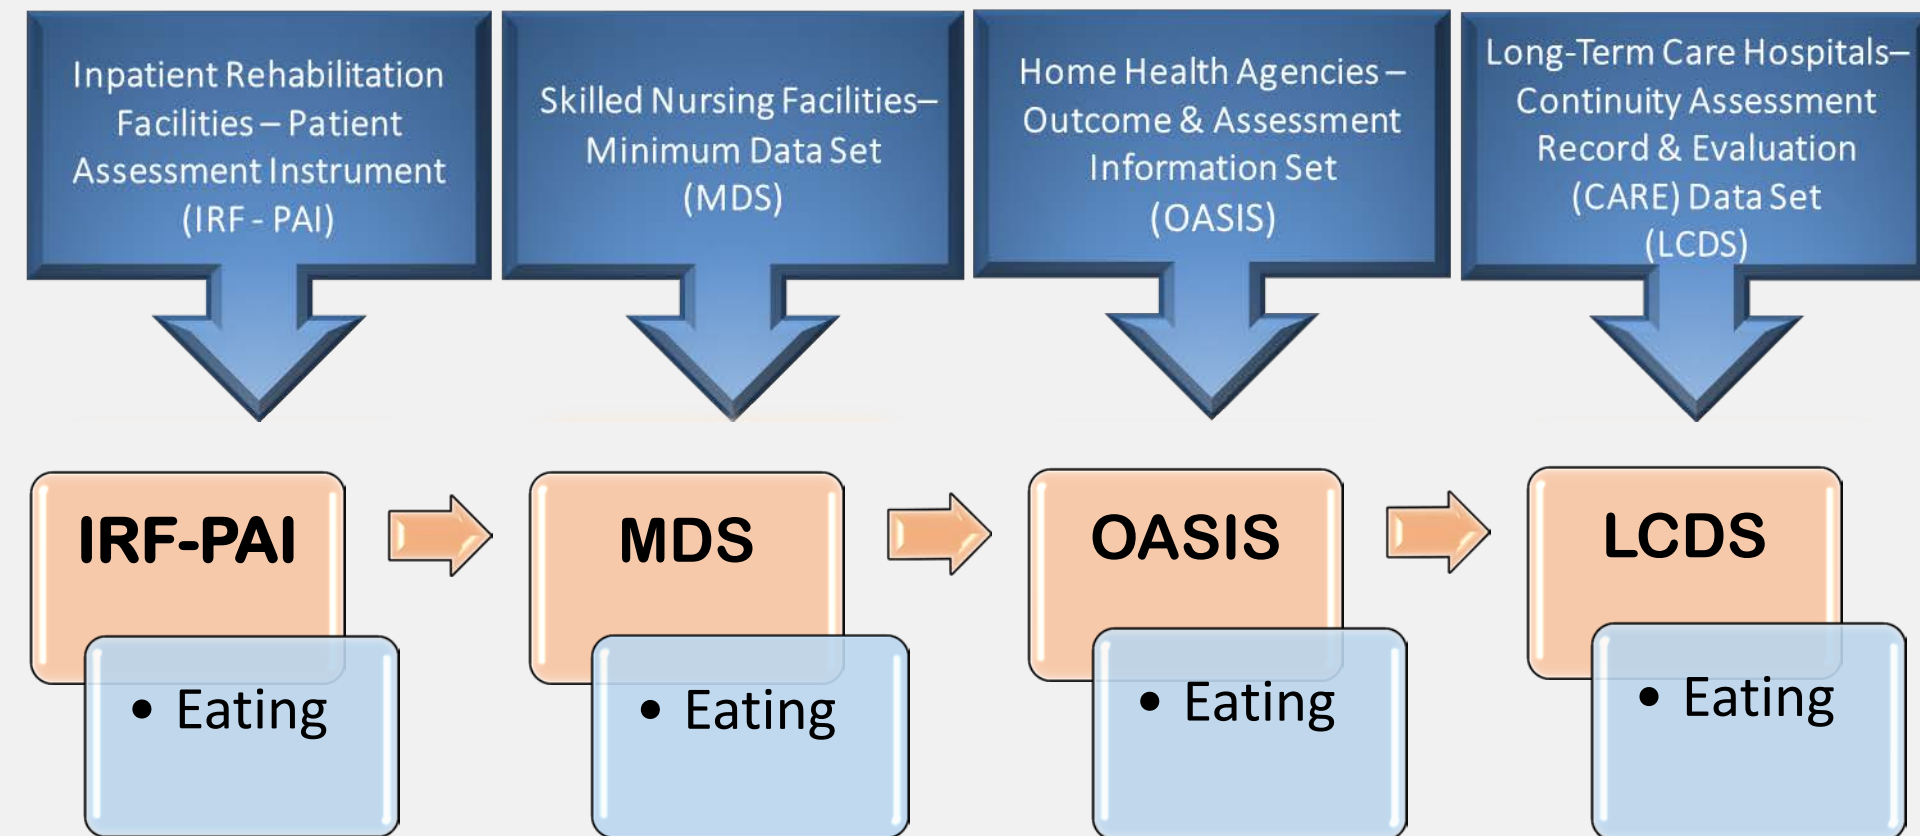 Inpatient Rehabilitation
Facilities – Patient
Assessment Instrument
(IRF - PAI)
Skilled Nursing Facilities–
Minimum Data Set
(MDS)
Home Health Agencies –
Outcome & Assessment
Information Set
(OASIS)
Long-Term Care Hospitals–
Continuity Assessment
Record & Evaluation
(CARE) Data Set
(LCDS)
IRF-PAI
MDS
OASIS
LCDS
• Eating
• Eating
• Eating
• Eating